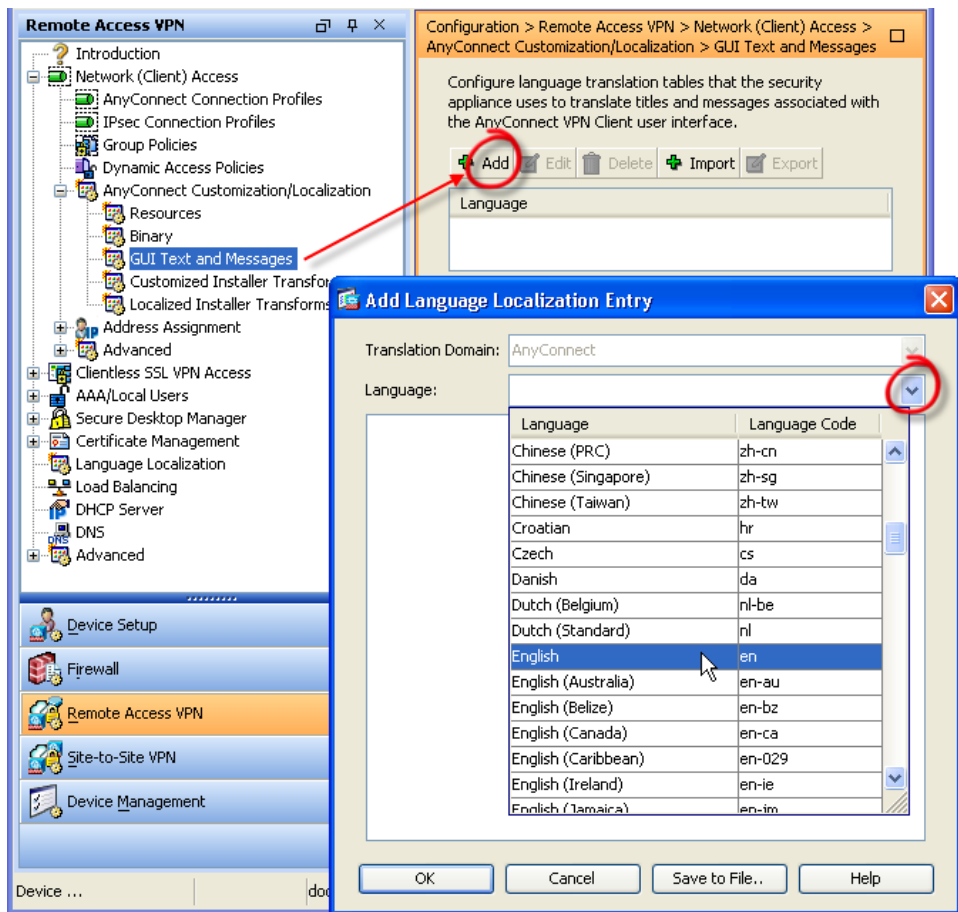 Remote Access VPN
Introduction
Network (Client) Access
AnyConnect Connection Profiles
IPsec Connection Profiles
Group Policies
Dynamic Access Policies
AnyConnect Customization/Localization
Resources
Binary
GUI Text and Messages
Customized Installer Transfor
Localized Installer Transforms
Address Assignment
Advanced
Clientless SSL VPN Access
AAA/Local Users
Secure Desktop Manager
Certificate Management
Language Localization
Load Balancing
DHCP Server
DNS
Advanced
Device Setup
Firewall
Remote Access VPN
Site-to-Site VPN
Device Management
Device ...
Configuration > Remote Access VPN > Network (Client) Access >
AnyConnect Customization/Localization > GUI Text and Messages
Configure language translation tables that the security
appliance uses to translate titles and messages associated with
the AnyConnect VPN Client user interface.
Add Edit Delete Import Export
Language
Add Language Localization Entry
Translation Domain: AnyConnect
Language:
Language Language Code
Chinese (PRC) zh-cn
Chinese (Singapore) zh-sg
Chinese (Taiwan) zh-tw
Croatian hr
Czech cs
Danish da
Dutch (Belgium) nl-be
Dutch (Standard) nl
English en
English (Australia) en-au
English (Belize) en-bz
English (Canada) en-ca
English (Caribbean) en-029
English (Ireland) en-ie
English (Jamaica) en-jm
OK Cancel Save to File.. Help